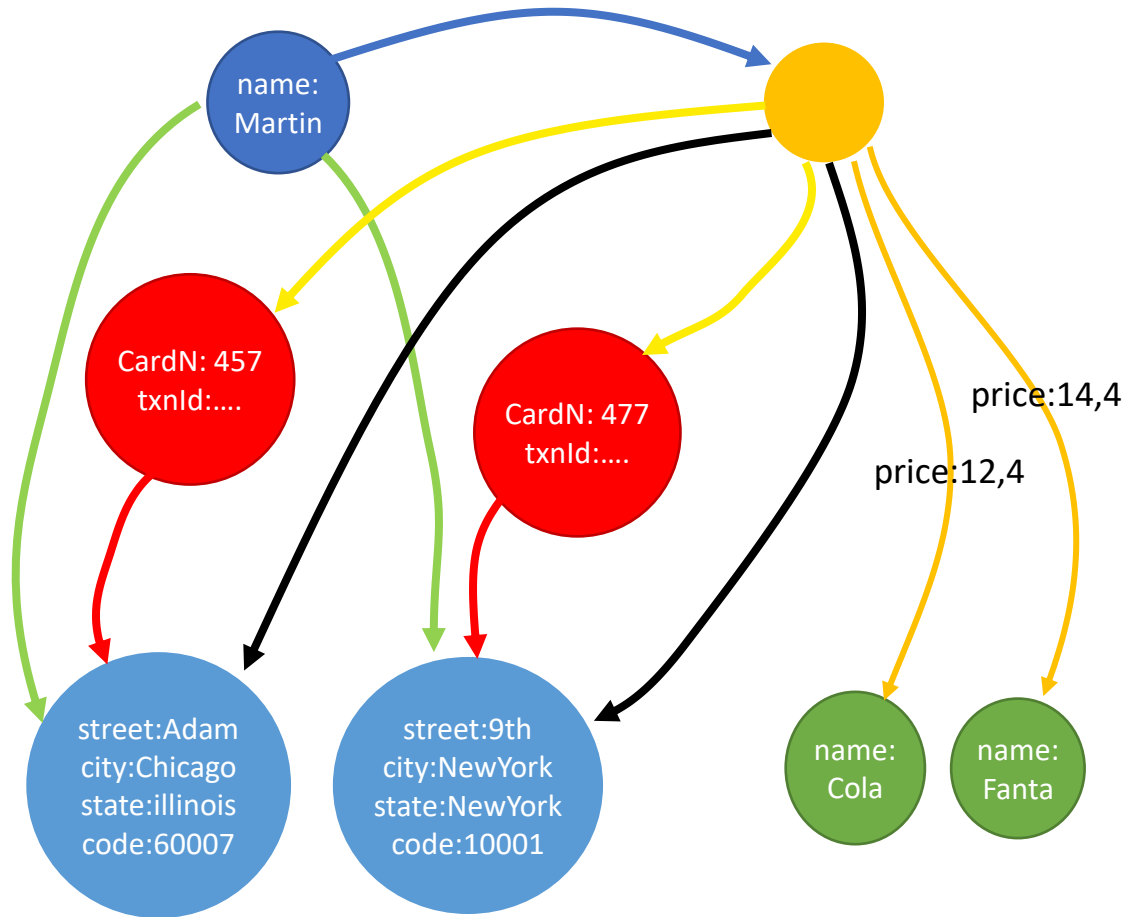 name:
Martin
CardN: 457
txnId:....
CardN: 477
txnId:....
price:14,4
price:12,4
street:Adam
city:Chicago
state:illinois
code:60007
street:9th
city:NewYork
state:NewYork
code:10001
name:
Cola
name:
Fanta